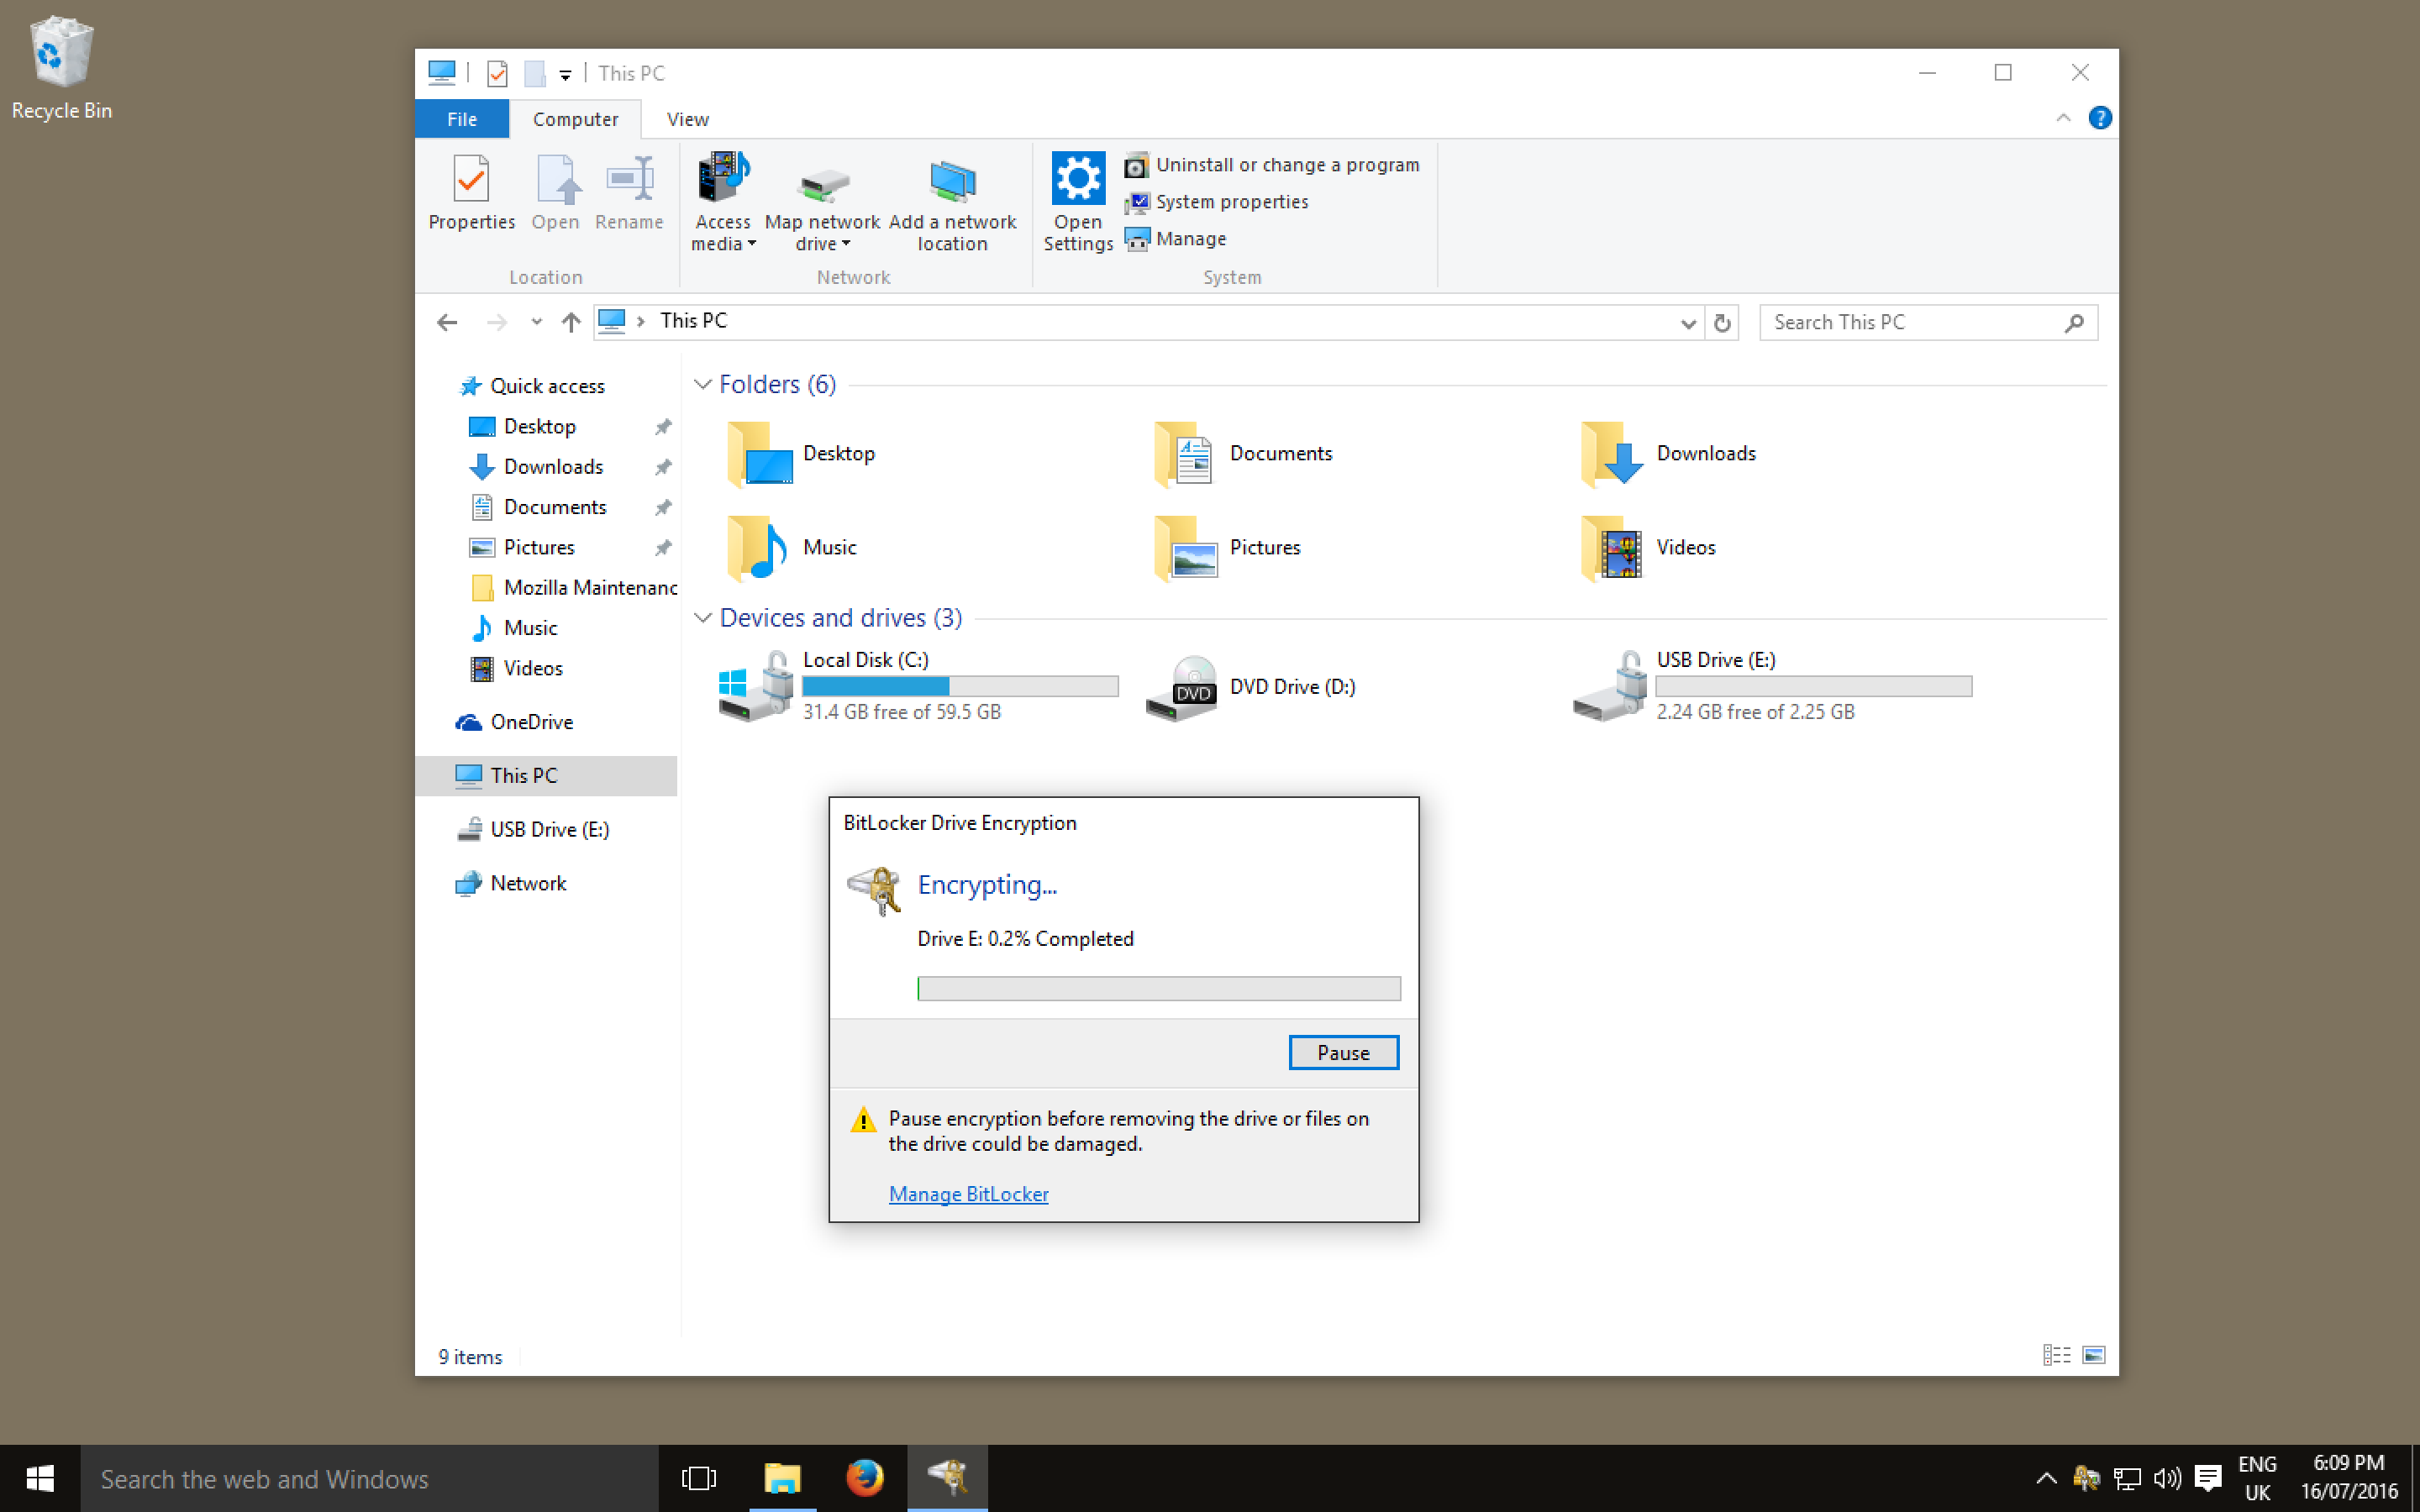 Recycle Bin
This PC
File Computer View
Uninstall or change a program
System properties
Manage
Properties Open Rename
Access media
Map network drive
Add a network location
Open Settings
Location Network System
This PC
Search This PC
Quick access
Desktop
Downloads
Documents
Pictures
Mozilla Maintenanc
Music
Videos
OneDrive
This PC
USB Drive (E:)
Network
Folders (6)
Desktop
Documents
Downloads
Music
Pictures
Videos
Devices and drives (3)
Local Disk (C:)
31.4 GB free of 59.5 GB
DVD
DVD Drive (D:)
USB Drive (E:)
2.24 GB free of 2.25 GB
BitLocker Drive Encryption
Encrypting...
Drive E: 0.2% Completed
Pause
Pause encryption before removing the drive or files on
the drive could be damaged.
Manage BitLocker
9 items
Search the web and Windows
ENG
UK
6:09 PM
16/07/2016